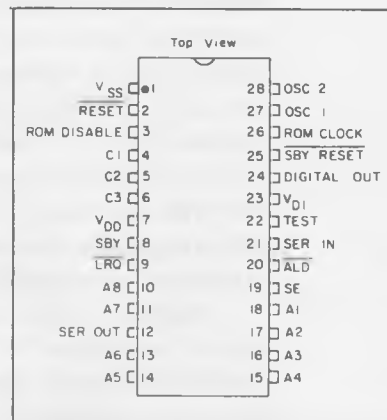 Top View
VSS 1 28 OSC 2
RESET 2 27 OSC 1
ROM DISABLE 3 26 ROM CLOCK
C1 4 25 SBY RESET
C2 5 24 DIGITAL OUT
C3 6 23 VDI
VDD 7 22 TEST
SBY 8 21 SER IN
LRQ 9 20 ALD
A8 10 19 SE
A7 11 18 A1
SER OUT 12 17 A2
A6 13 16 A3
A5 14 15 A4